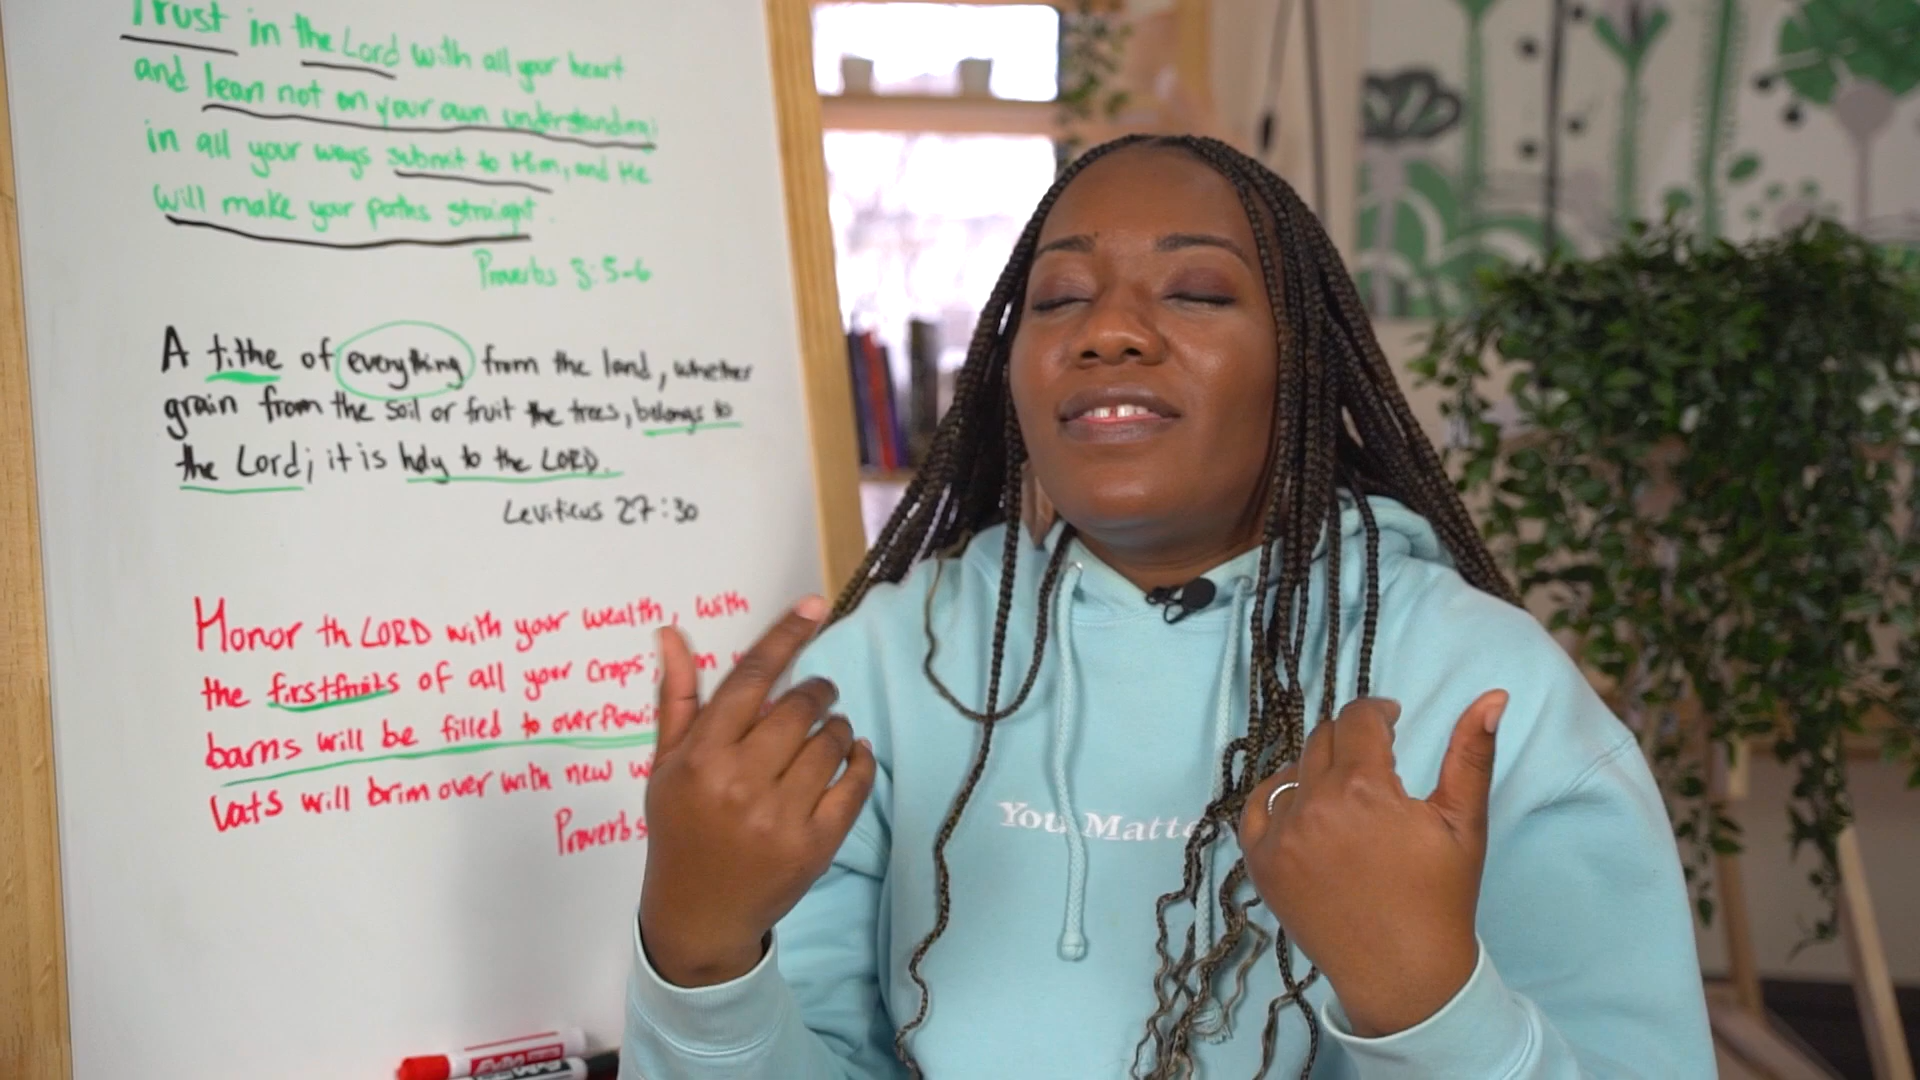 Trust in the Lord with all your heart
and lean not on your own understanding;
in all your ways submit to Him, and He
will make your paths straight.
Proverbs 3:5-6
A tithe of everything from the land, whether
grain from the soil or fruit the trees, belongs to
the Lord; it is holy to the LORD.
Leviticus 27:30
Honor th LORD with your wealth, with
the firstfruits of all your crops;
barns will be filled to
vats will brim over with new
Proverbs
You